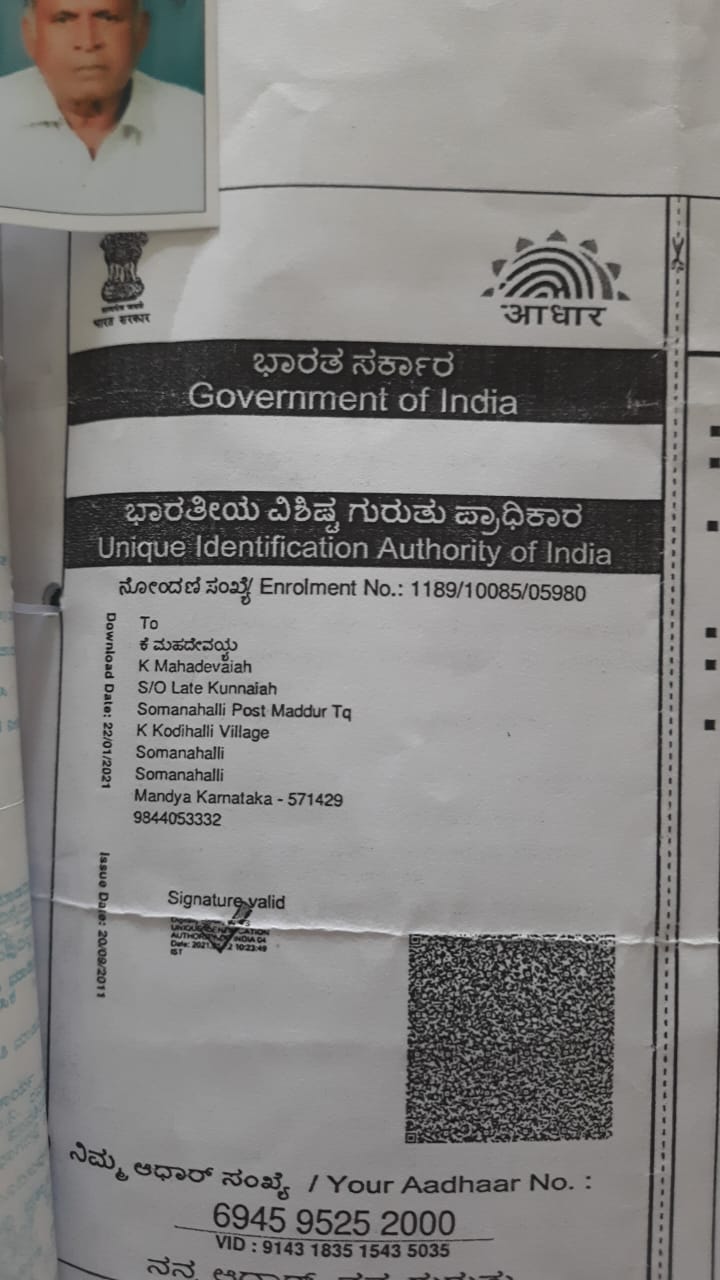 भारत सरकार
आधार
ಭಾರತ ಸರ್ಕಾರ
Government of India
ಭಾರತೀಯ ವಿಶಿಷ್ಟ ಗುರುತು ಪ್ರಾಧಿಕಾರ
Unique Identification Authority of India
ನೋಂದಣಿ ಸಂಖ್ಯೆ/ Enrolment No.: 1189/10085/05980
Download Date: 22/01/2021
To
ಕೆ ಮಹದೇವಯ್ಯ
K Mahadevaiah
S/O Late Kunnaiah
Somanahalli Post Maddur Tq
K Kodihalli Village
Somanahalli
Somanahalli
Mandya Karnataka - 571429
9844053332
Issue Date: 20/09/2011
Signature valid
IST
ನಿಮ್ಮ ಆಧಾರ್ ಸಂಖ್ಯೆ / Your Aadhaar No. :
6945 9525 2000
VID : 9143 1835 1543 5035